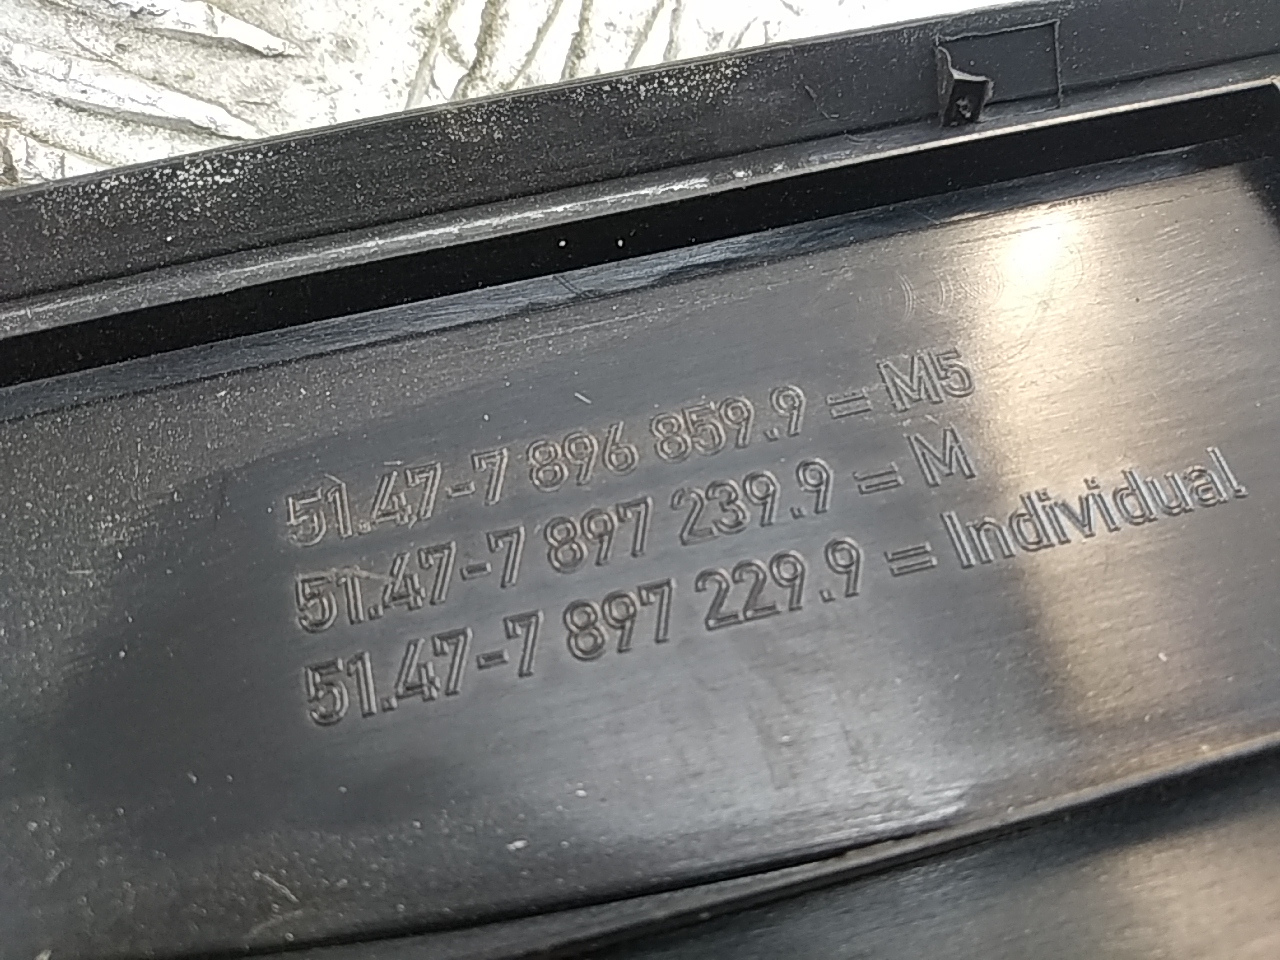 51.47-7 896 859.9 = M5
51.47-7 897 239.9 = M
51.47-7 897 229.9 = Individual